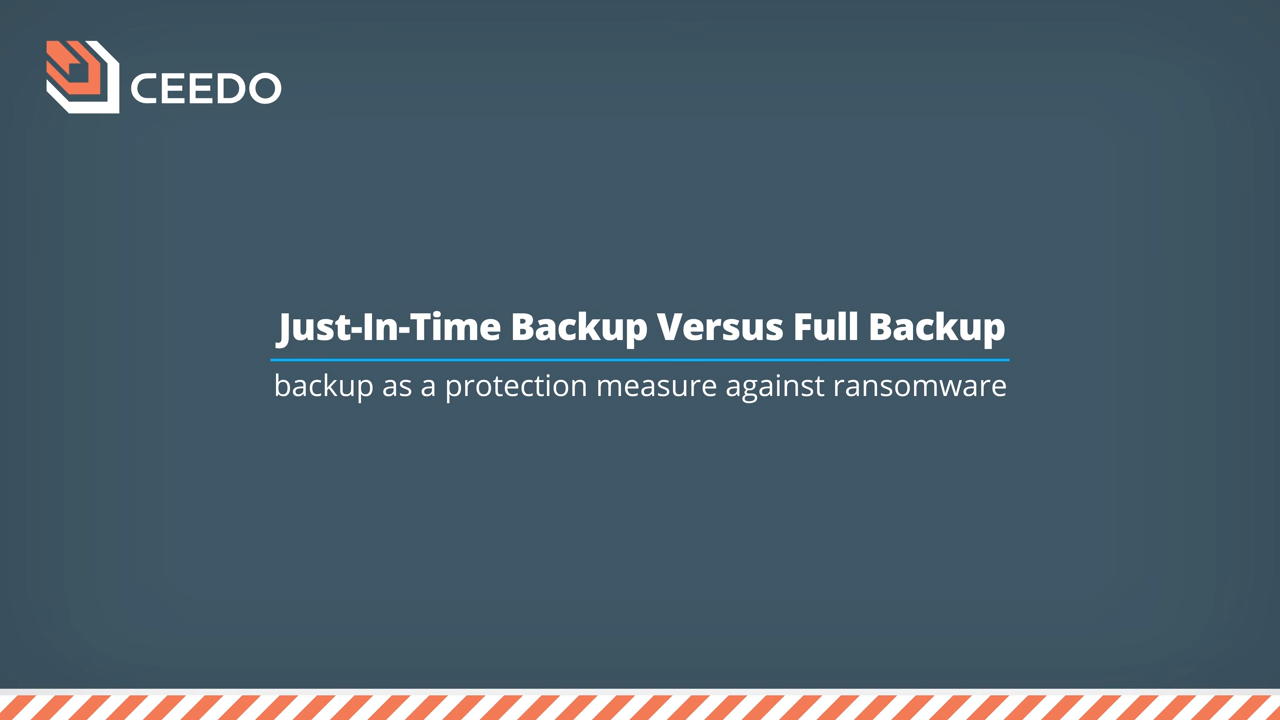 CEEDO
Just-In-Time Backup Versus Full Backup
backup as a protection measure against ransomware